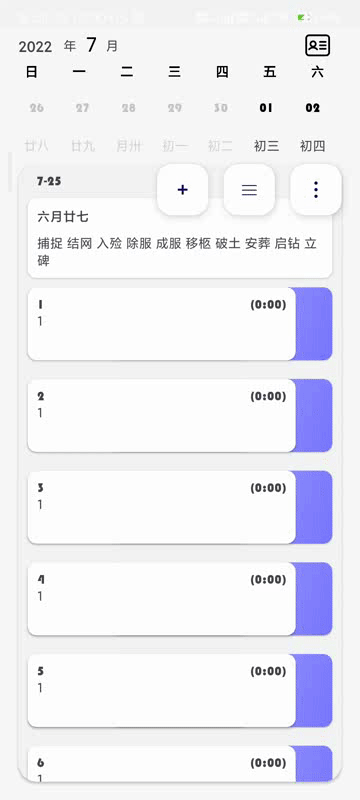 2022 年 7 月
日 一 二 三 四 五 六
26 27 28 29 30 01 02
廿八 廿九 月卅 初一 初二 初三 初四
7-25
六月廿七
捕捉 结网 入殓 除服 成服 移柩 破土 安葬 启钻 立
碑
1 (0:00)
1
2 (0:00)
1
3 (0:00)
1
4 (0:00)
1
5 (0:00)
1
6 (0:00)
1